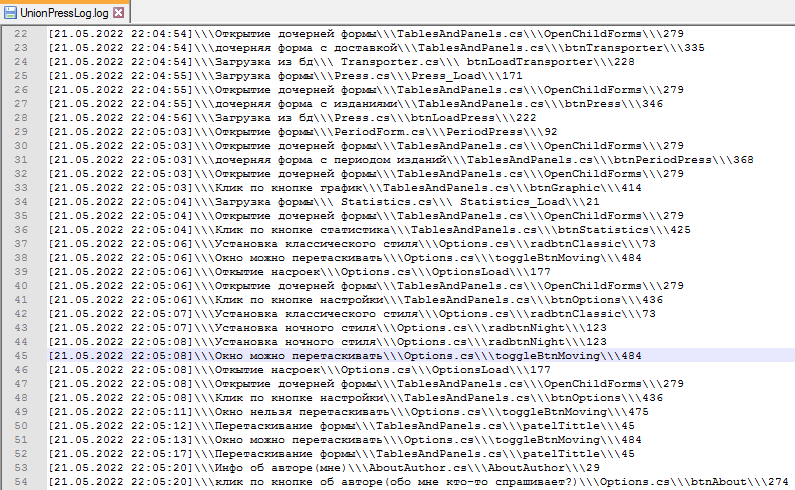 UnionPressLog.log
22 [21.05.2022 22:04:54]\\\Открытие дочерней формы\\\TablesAndPanels.cs\\\OpenChildForms\\\279
23 [21.05.2022 22:04:54]\\\дочерняя форма с доставкой\\\TablesAndPanels.cs\\\btnTransporter\\\335
24 [21.05.2022 22:04:54]\\\Загрузка из бд\\\ Transporter.cs\\\ btnLoadTransporter\\\228
25 [21.05.2022 22:04:55]\\\Загрузка формы\\\Press.cs\\\Press_Load\\\171
26 [21.05.2022 22:04:55]\\\Открытие дочерней формы\\\TablesAndPanels.cs\\\OpenChildForms\\\279
27 [21.05.2022 22:04:55]\\\дочерняя форма с изданиями\\\TablesAndPanels.cs\\\btnPress\\\346
28 [21.05.2022 22:04:56]\\\Загрузка из бд\\\Press.cs\\\btnLoadPress\\\222
29 [21.05.2022 22:05:03]\\\Открытие формы\\\PeriodForm.cs\\\PeriodPress\\\92
30 [21.05.2022 22:05:03]\\\Открытие дочерней формы\\\TablesAndPanels.cs\\\OpenChildForms\\\279
31 [21.05.2022 22:05:03]\\\дочерняя форма с периодом изданий\\\TablesAndPanels.cs\\\btnPeriodPress\\\368
32 [21.05.2022 22:05:03]\\\Открытие дочерней формы\\\TablesAndPanels.cs\\\OpenChildForms\\\279
33 [21.05.2022 22:05:03]\\\Клик по кнопке график\\\TablesAndPanels.cs\\\btnGraphic\\\414
34 [21.05.2022 22:05:04]\\\Загрузка формы\\\ Statistics.cs\\\ Statistics_Load\\\21
35 [21.05.2022 22:05:04]\\\Открытие дочерней формы\\\TablesAndPanels.cs\\\OpenChildForms\\\279
36 [21.05.2022 22:05:04]\\\Клик по кнопке статистика\\\TablesAndPanels.cs\\\btnStatistics\\\425
37 [21.05.2022 22:05:06]\\\Установка классического стиля\\\Options.cs\\\radbtnClassic\\\73
38 [21.05.2022 22:05:06]\\\Окно можно перетаскивать\\\Options.cs\\\toggleBtnMoving\\\484
39 [21.05.2022 22:05:06]\\\Откытие насроек\\\Options.cs\\\OptionsLoad\\\177
40 [21.05.2022 22:05:06]\\\Открытие дочерней формы\\\TablesAndPanels.cs\\\OpenChildForms\\\279
41 [21.05.2022 22:05:06]\\\Клик по кнопке настройки\\\TablesAndPanels.cs\\\btnOptions\\\436
42 [21.05.2022 22:05:07]\\\Установка классического стиля\\\Options.cs\\\radbtnClassic\\\73
43 [21.05.2022 22:05:07]\\\Установка ночного стиля\\\Options.cs\\\radbtnNight\\\123
44 [21.05.2022 22:05:08]\\\Установка ночного стиля\\\Options.cs\\\radbtnNight\\\123
45 [21.05.2022 22:05:08]\\\Окно можно перетаскивать\\\Options.cs\\\toggleBtnMoving\\\484
46 [21.05.2022 22:05:08]\\\Откытие насроек\\\Options.cs\\\OptionsLoad\\\177
47 [21.05.2022 22:05:08]\\\Открытие дочерней формы\\\TablesAndPanels.cs\\\OpenChildForms\\\279
48 [21.05.2022 22:05:08]\\\Клик по кнопке настройки\\\TablesAndPanels.cs\\\btnOptions\\\436
49 [21.05.2022 22:05:11]\\\Окно нельзя перетаскивать\\\Options.cs\\\toggleBtnMoving\\\475
50 [21.05.2022 22:05:12]\\\Перетаскивание формы\\\TablesAndPanels.cs\\\patelTittle\\\45
51 [21.05.2022 22:05:13]\\\Окно можно перетаскивать\\\Options.cs\\\toggleBtnMoving\\\484
52 [21.05.2022 22:05:17]\\\Перетаскивание формы\\\TablesAndPanels.cs\\\patelTittle\\\45
53 [21.05.2022 22:05:20]\\\Инфо об авторе(мне)\\\AboutAuthor.cs\\\AboutAuthor\\\29
54 [21.05.2022 22:05:20]\\\клик по кнопке об авторе(обо мне кто-то спрашивает?)\\\Options.cs\\\btnAbout\\\274